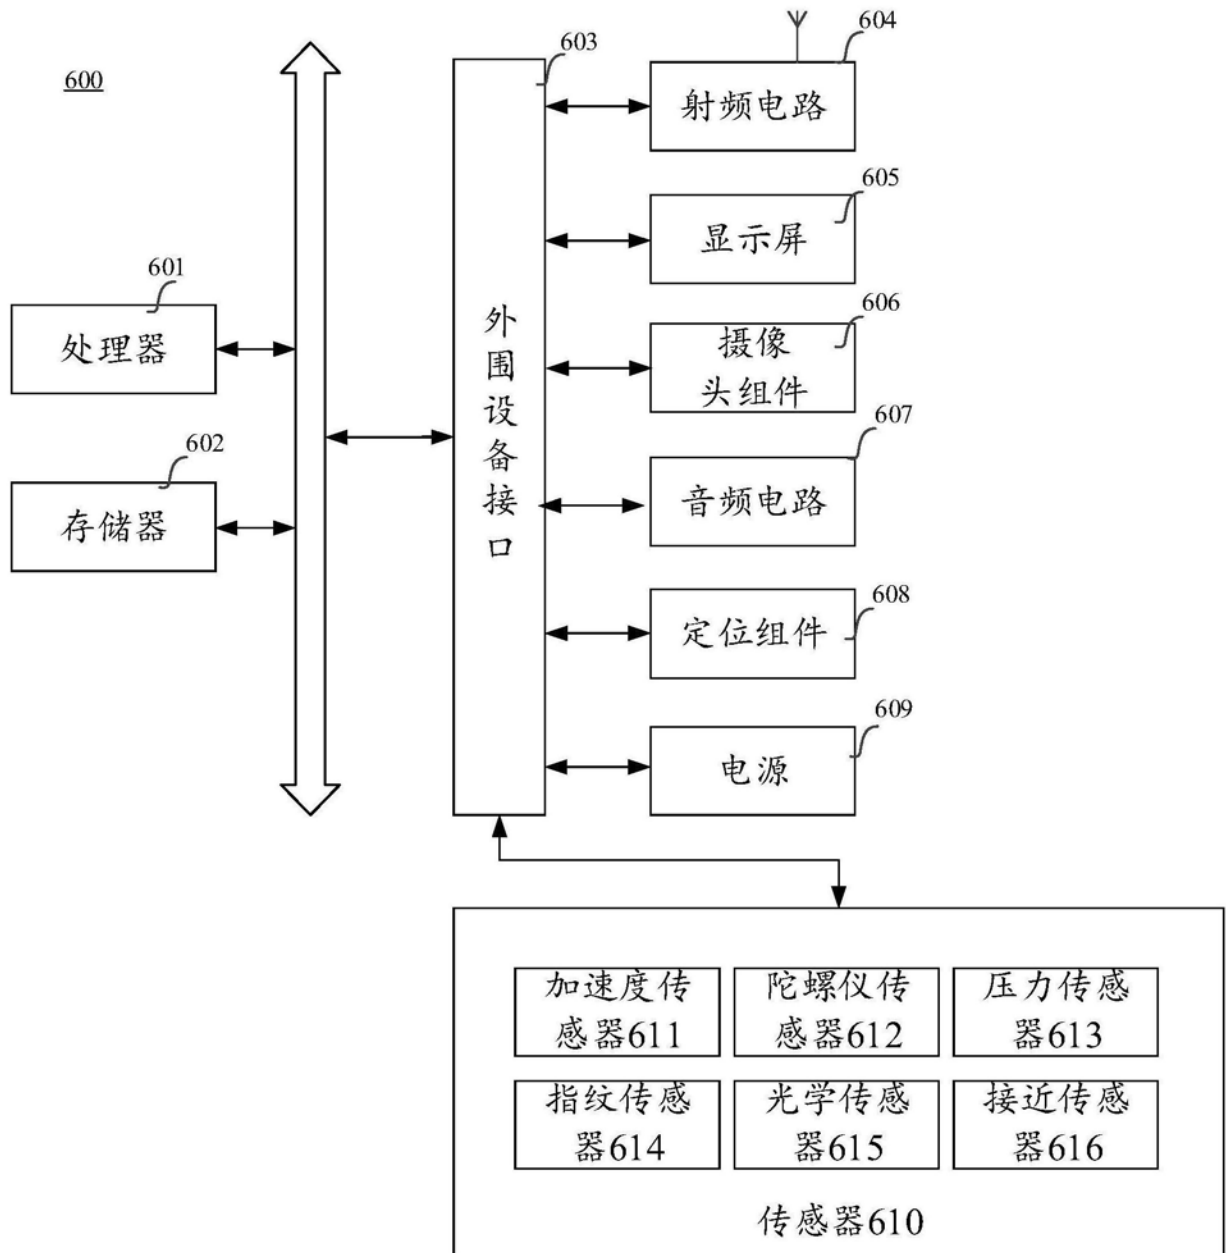 600
601
处理器
602
存储器
603
外围设备接口
604
射频电路
605
显示屏
606
摄像
头组件
607
音频电路
608
定位组件
609
电源
加速度传
感器611
陀螺仪传
感器612
压力传感
器613
指纹传感
器614
光学传感
器615
接近传感
器616
传感器610